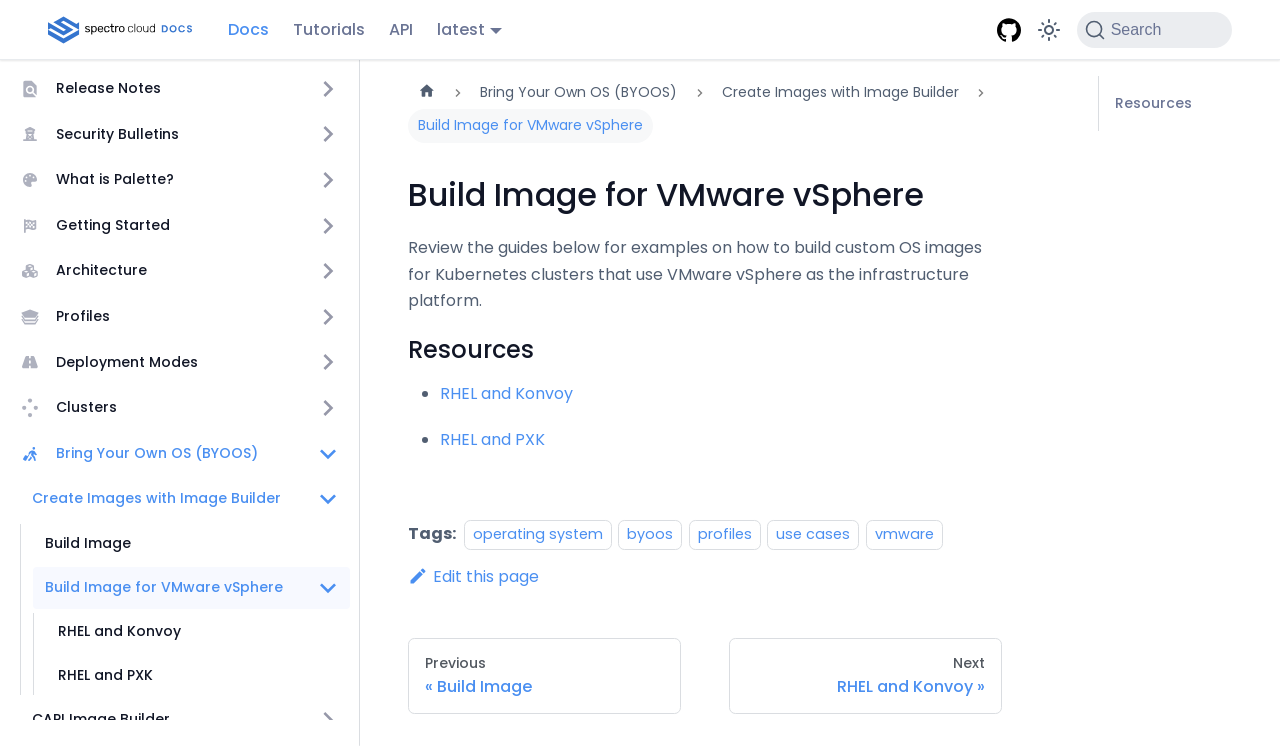 spectro cloud DOCS
Docs
Tutorials
API
latest
Search
Release Notes
Security Bulletins
What is Palette?
Getting Started
Architecture
Profiles
Deployment Modes
Clusters
Bring Your Own OS (BYOOS)
Create Images with Image Builder
Build Image
Build Image for VMware vSphere
RHEL and Konvoy
RHEL and PXK
CAPI Image Builder
Bring Your Own OS (BYOOS)
Create Images with Image Builder
Build Image for VMware vSphere
Build Image for VMware vSphere
Review the guides below for examples on how to build custom OS images
for Kubernetes clusters that use VMware vSphere as the infrastructure
platform.
Resources
RHEL and Konvoy
RHEL and PXK
Tags: operating system byoos profiles use cases vmware
Edit this page
Previous
« Build Image
Next
RHEL and Konvoy »
Resources